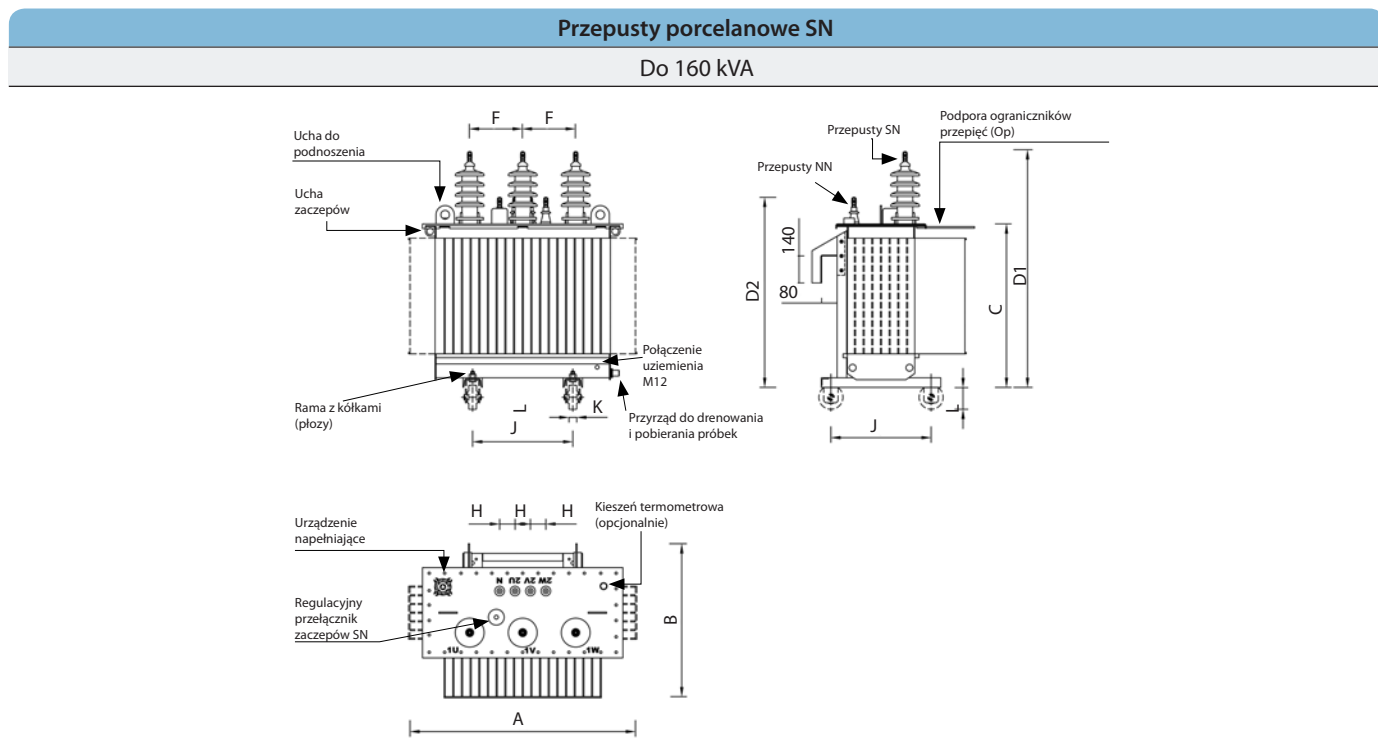 Przepusty porcelanowe SN
Do 160 kVA
F F
Ucha do
podnoszenia
Ucha
zaczepów
Połączenie
uziemienia
M12
Rama z kółkami
(płozy)
L
K
J
Przyrząd do drenowania
i pobierania próbek
Podpora ograniczników
przepięć (Op)
Przepusty SN
Przepusty NN
140
80
D2
C
D1
L
J
H H H
Kieszeń termometrowa
(opcjonalnie)
Urządzenie
napełniające
N 2U 2V 2W
Regulacyjny
przełącznik
zaczepów SN
1U 1V 1W
B
A